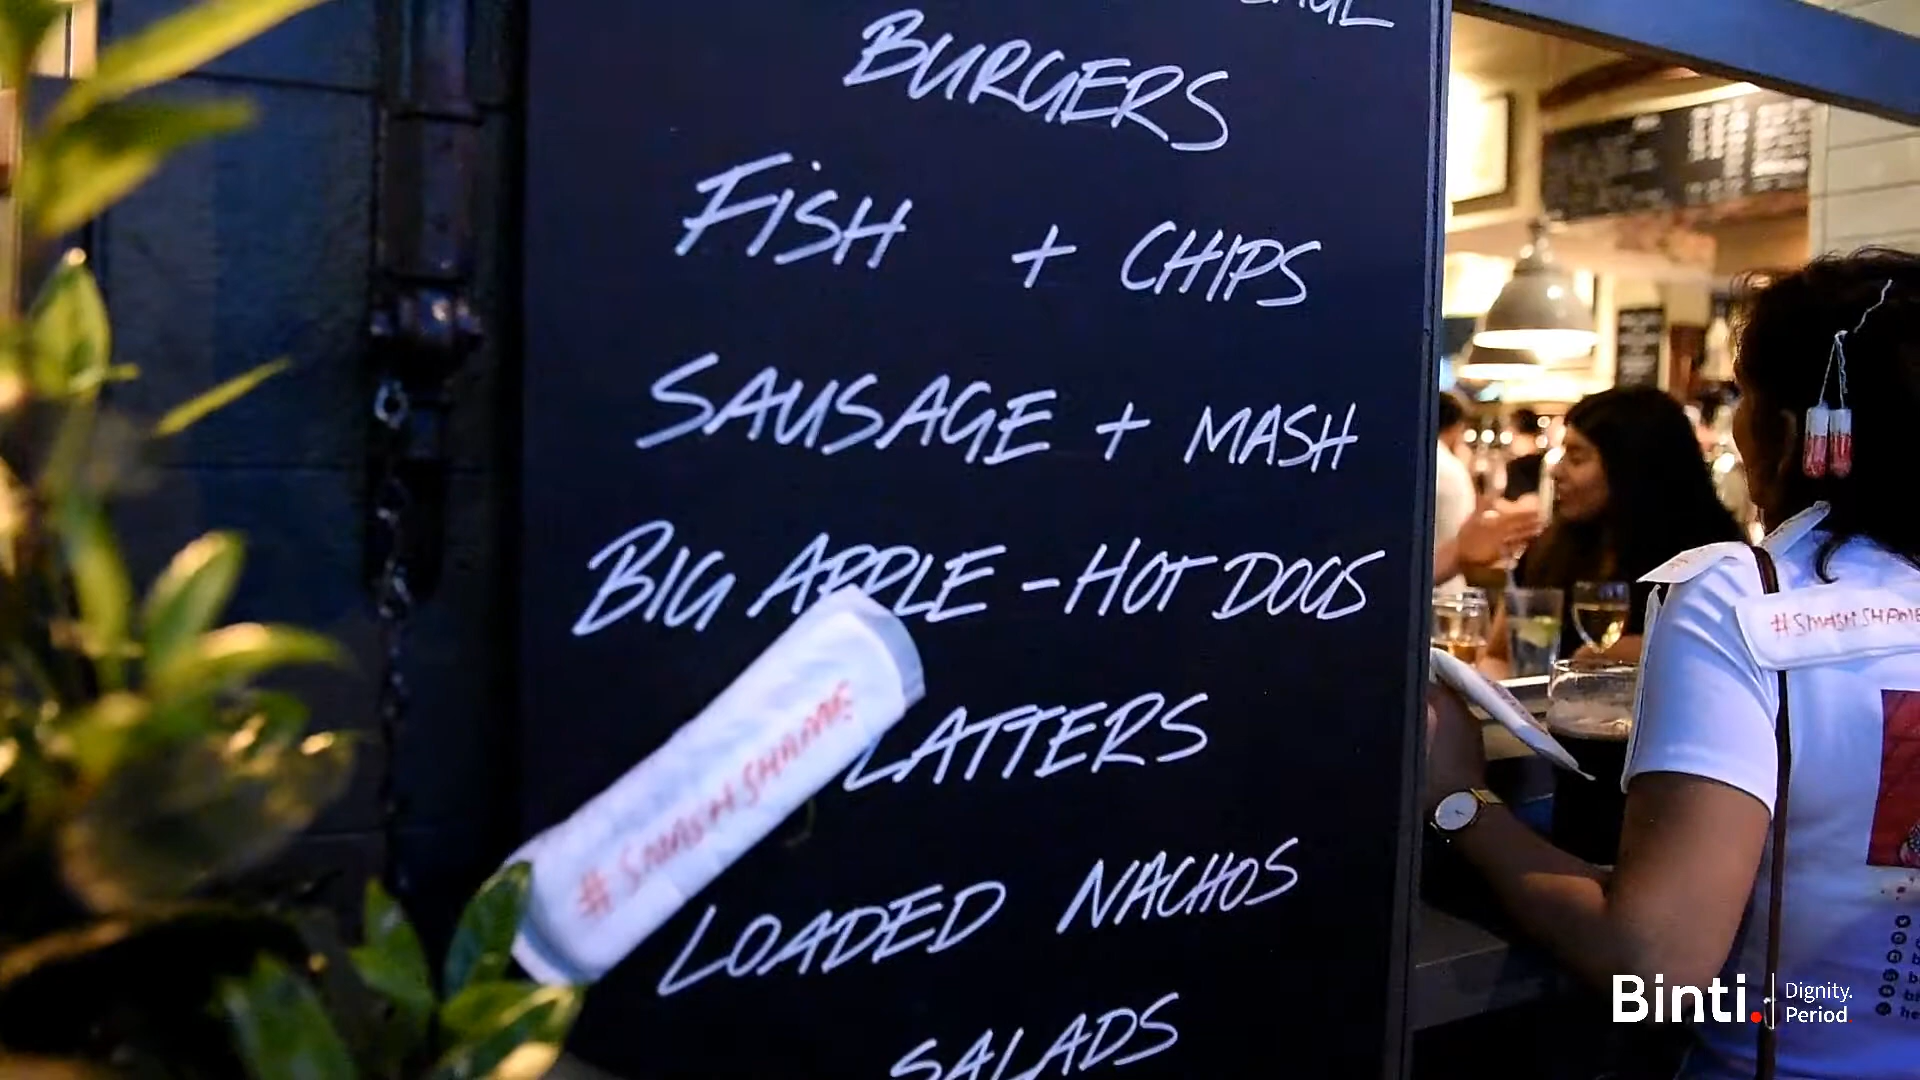 BURGERS
FISH + CHIPS
SAUSAGE + MASH
BIG APPLE - HOT DOGS
LATTERS
LOADED NACHOS
SALADS
#SMASHSHAME
#SMASHSHAME
Binti.
Dignity.
Period.